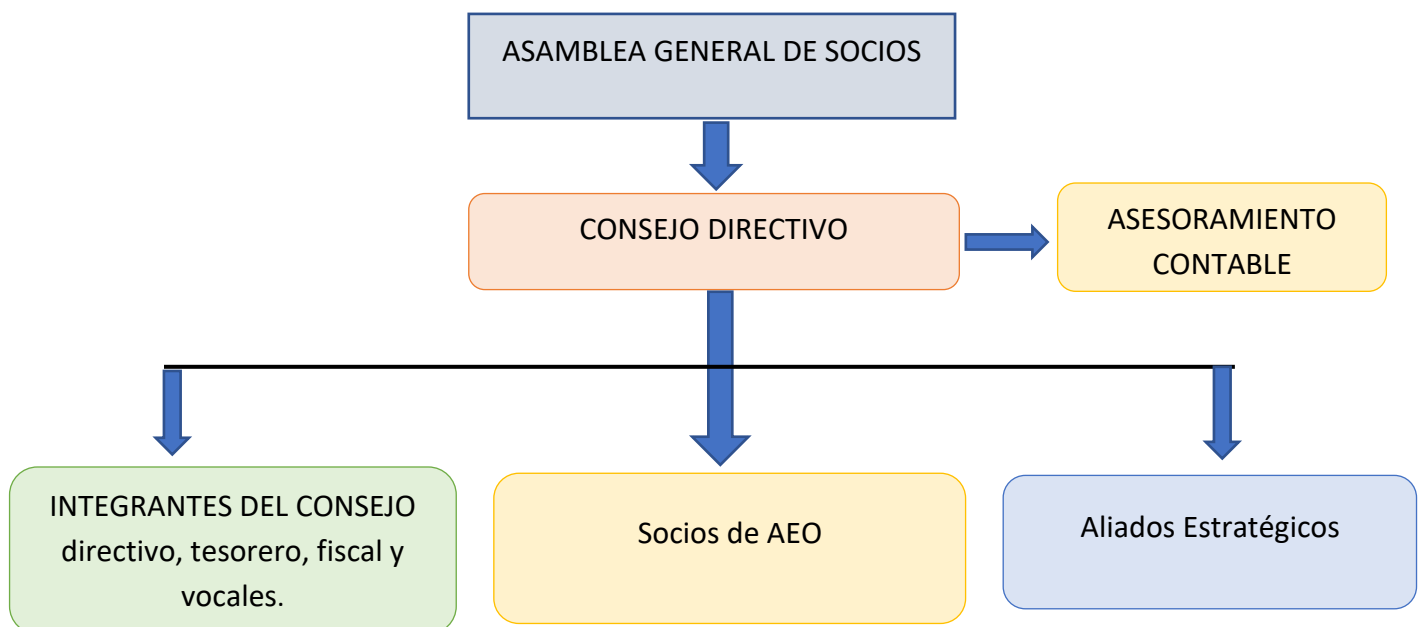 ASAMBLEA GENERAL DE SOCIOS
CONSEJO DIRECTIVO
ASESORAMIENTO
CONTABLE
INTEGRANTES DEL CONSEJO
directivo, tesorero, fiscal y
vocales.
Socios de AEO
Aliados Estratégicos